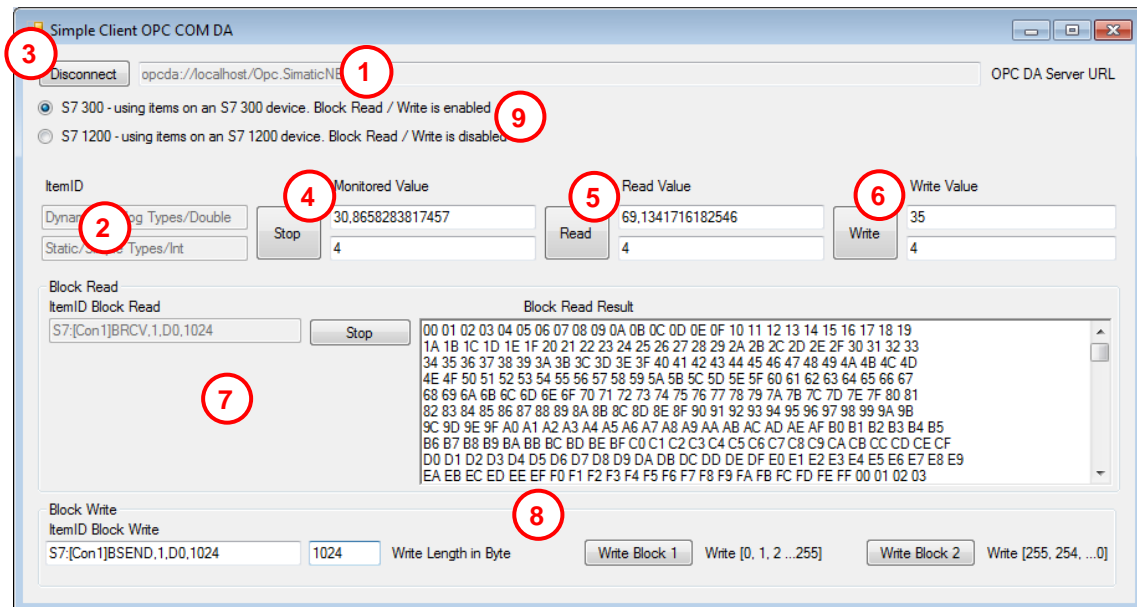 Simple Client OPC COM DA
3
Disconnect opcda://localhost/Opc.SimaticNE 1 OPC DA Server URL
S7 300 - using items on an S7 300 device. Block Read / Write is enabled 9
S7 1200 - using items on an S7 1200 device. Block Read / Write is disabled
ItemID 4 Monitored Value 5 Read Value 6 Write Value
Dynam 2 og Types/Double Stop 30,8658283817457 Read 69,1341716182546 Write 35
Static/S Types/Int 4 4 4
Block Read
ItemID Block Read Block Read Result
S7:[Con1]BRCV,1,D0,1024 Stop 00 01 02 03 04 05 06 07 08 09 0A 0B 0C 0D 0E 0F 10 11 12 13 14 15 16 17 18 19
1A 1B 1C 1D 1E 1F 20 21 22 23 24 25 26 27 28 29 2A 2B 2C 2D 2E 2F 30 31 32 33
34 35 36 37 38 39 3A 3B 3C 3D 3E 3F 40 41 42 43 44 45 46 47 48 49 4A 4B 4C 4D
4E 4F 50 51 52 53 54 55 56 57 58 59 5A 5B 5C 5D 5E 5F 60 61 62 63 64 65 66 67
7 68 69 6A 6B 6C 6D 6E 6F 70 71 72 73 74 75 76 77 78 79 7A 7B 7C 7D 7E 7F 80 81
82 83 84 85 86 87 88 89 8A 8B 8C 8D 8E 8F 90 91 92 93 94 95 96 97 98 99 9A 9B
9C 9D 9E 9F A0 A1 A2 A3 A4 A5 A6 A7 A8 A9 AA AB AC AD AE AF B0 B1 B2 B3 B4 B5
B6 B7 B8 B9 BA BB BC BD BE BF C0 C1 C2 C3 C4 C5 C6 C7 C8 C9 CA CB CC CD CE CF
D0 D1 D2 D3 D4 D5 D6 D7 D8 D9 DA DB DC DD DE DF E0 E1 E2 E3 E4 E5 E6 E7 E8 E9
EA EB EC ED EE EF F0 F1 F2 F3 F4 F5 F6 F7 F8 F9 FA FB FC FD FE FF 00 01 02 03
Block Write 8
ItemID Block Write
S7:[Con1]BSEND,1,D0,1024 1024 Write Length in Byte Write Block 1 Write [0, 1, 2 ...255] Write Block 2 Write [255, 254, ...0]